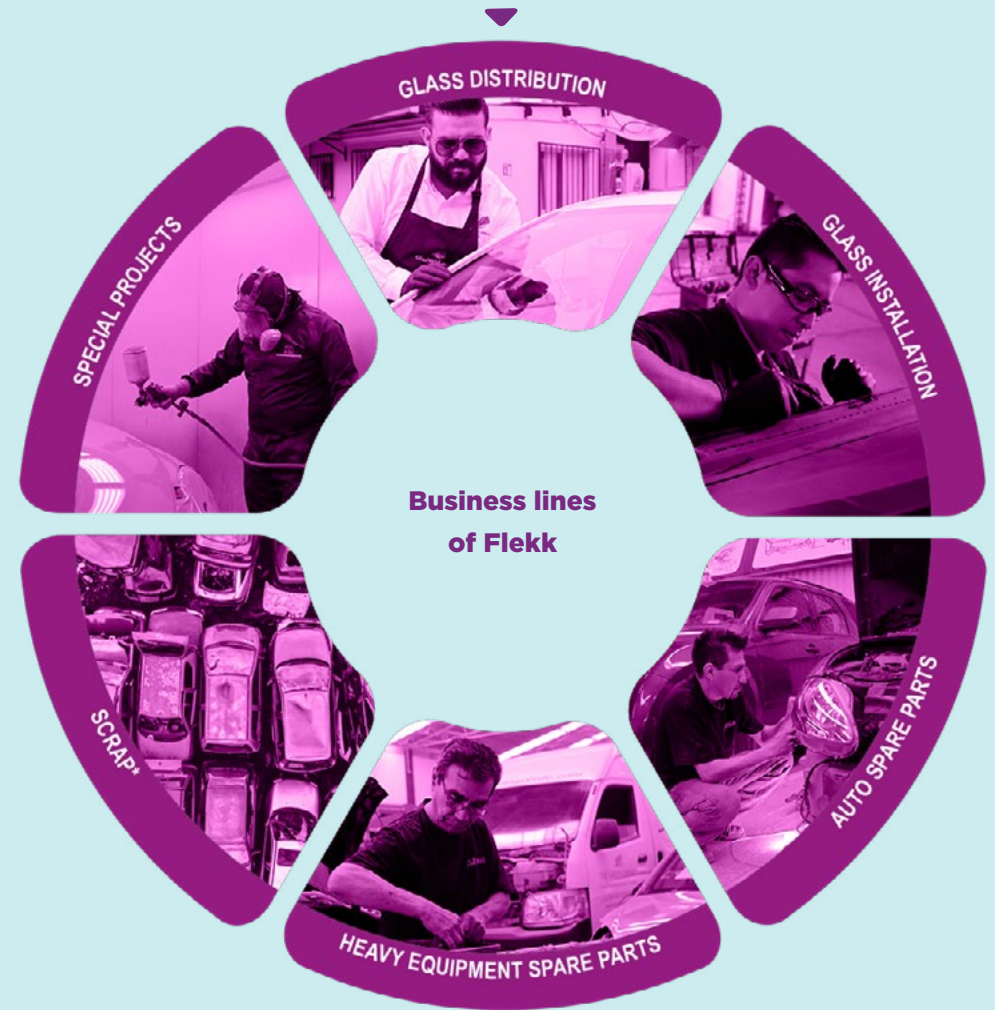 GLASS DISTRIBUTION
GLASS INSTALLATION
AUTO SPARE PARTS
HEAVY EQUIPMENT SPARE PARTS
SCRAP*
SPECIAL PROJECTS
Business lines
of Flekk